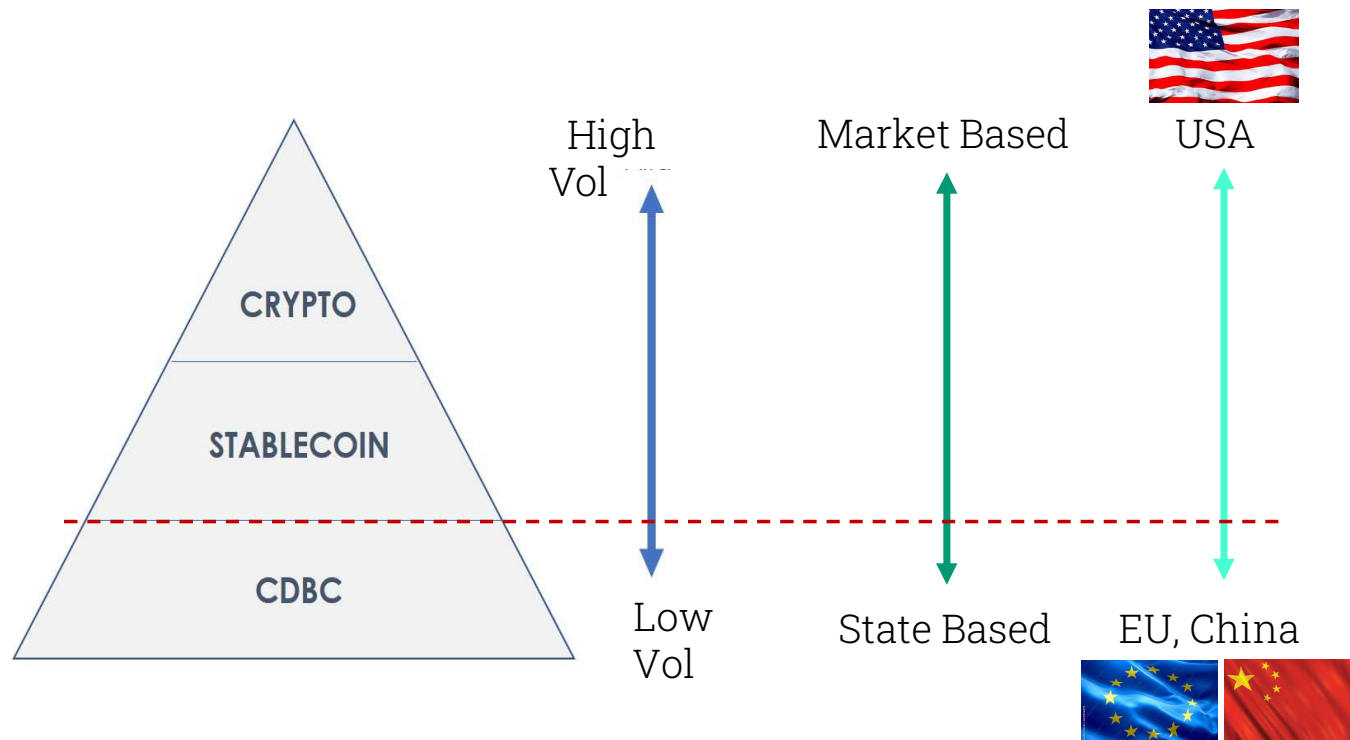 High
Vol
Market Based
USA
CRYPTO
STABLECOIN
CDBC
Low
Vol
State Based
EU, China